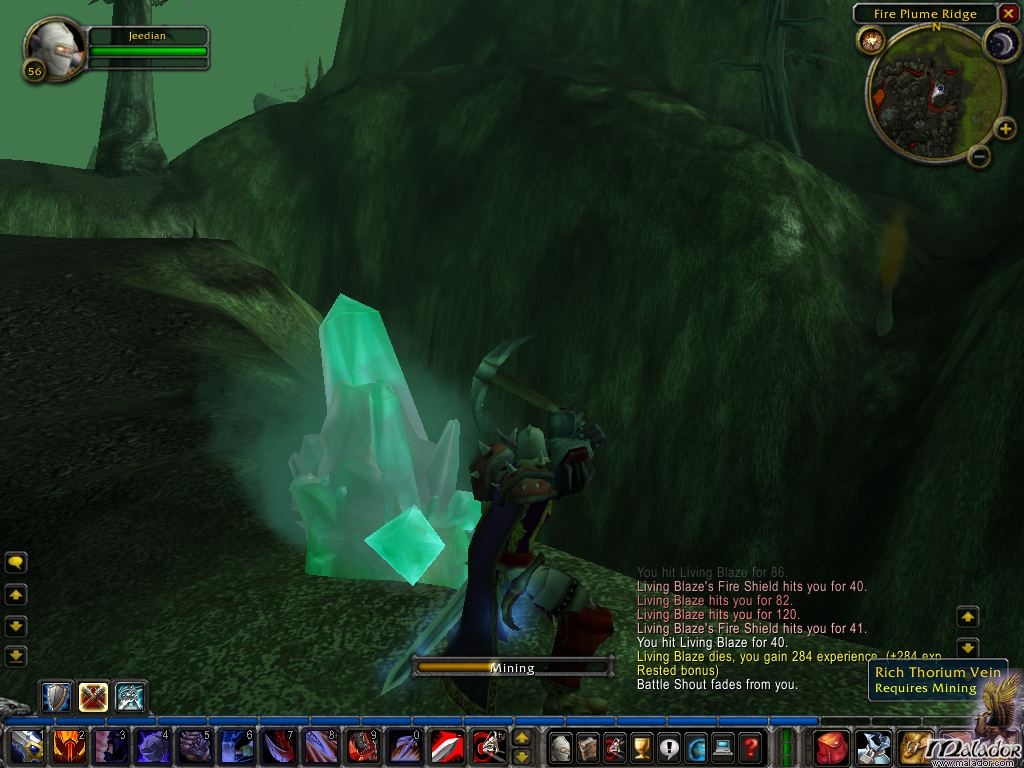 Fire Plume Ridge
N
Jeedian
56
You hit Living Blaze for 86.
Living Blaze's Fire Shield hits you for 40.
Living Blaze hits you for 82.
Living Blaze hits you for 120.
Living Blaze's Fire Shield hits you for 41.
You hit Living Blaze for 40.
Living Blaze dies, you gain 284 experience. (+284 exp
Rested bonus)
Battle Shout fades from you.
Mining
Rich Thorium Vein
Requires Mining
2 3 4 5 6 7 8 9 0
Malador
www.malador.com